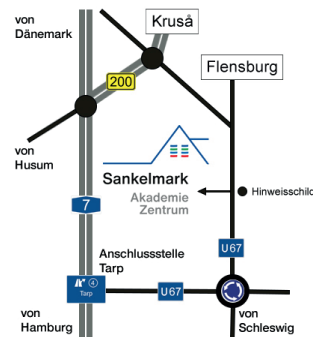 von
Dänemark
Kruså
Flensburg
200
von
Husum
Sankelmark
Akademie
Zentrum
Hinweisschild
7
U67
Anschlussstelle
Tarp
4
Tarp
U67
von
Hamburg
von
Schleswig